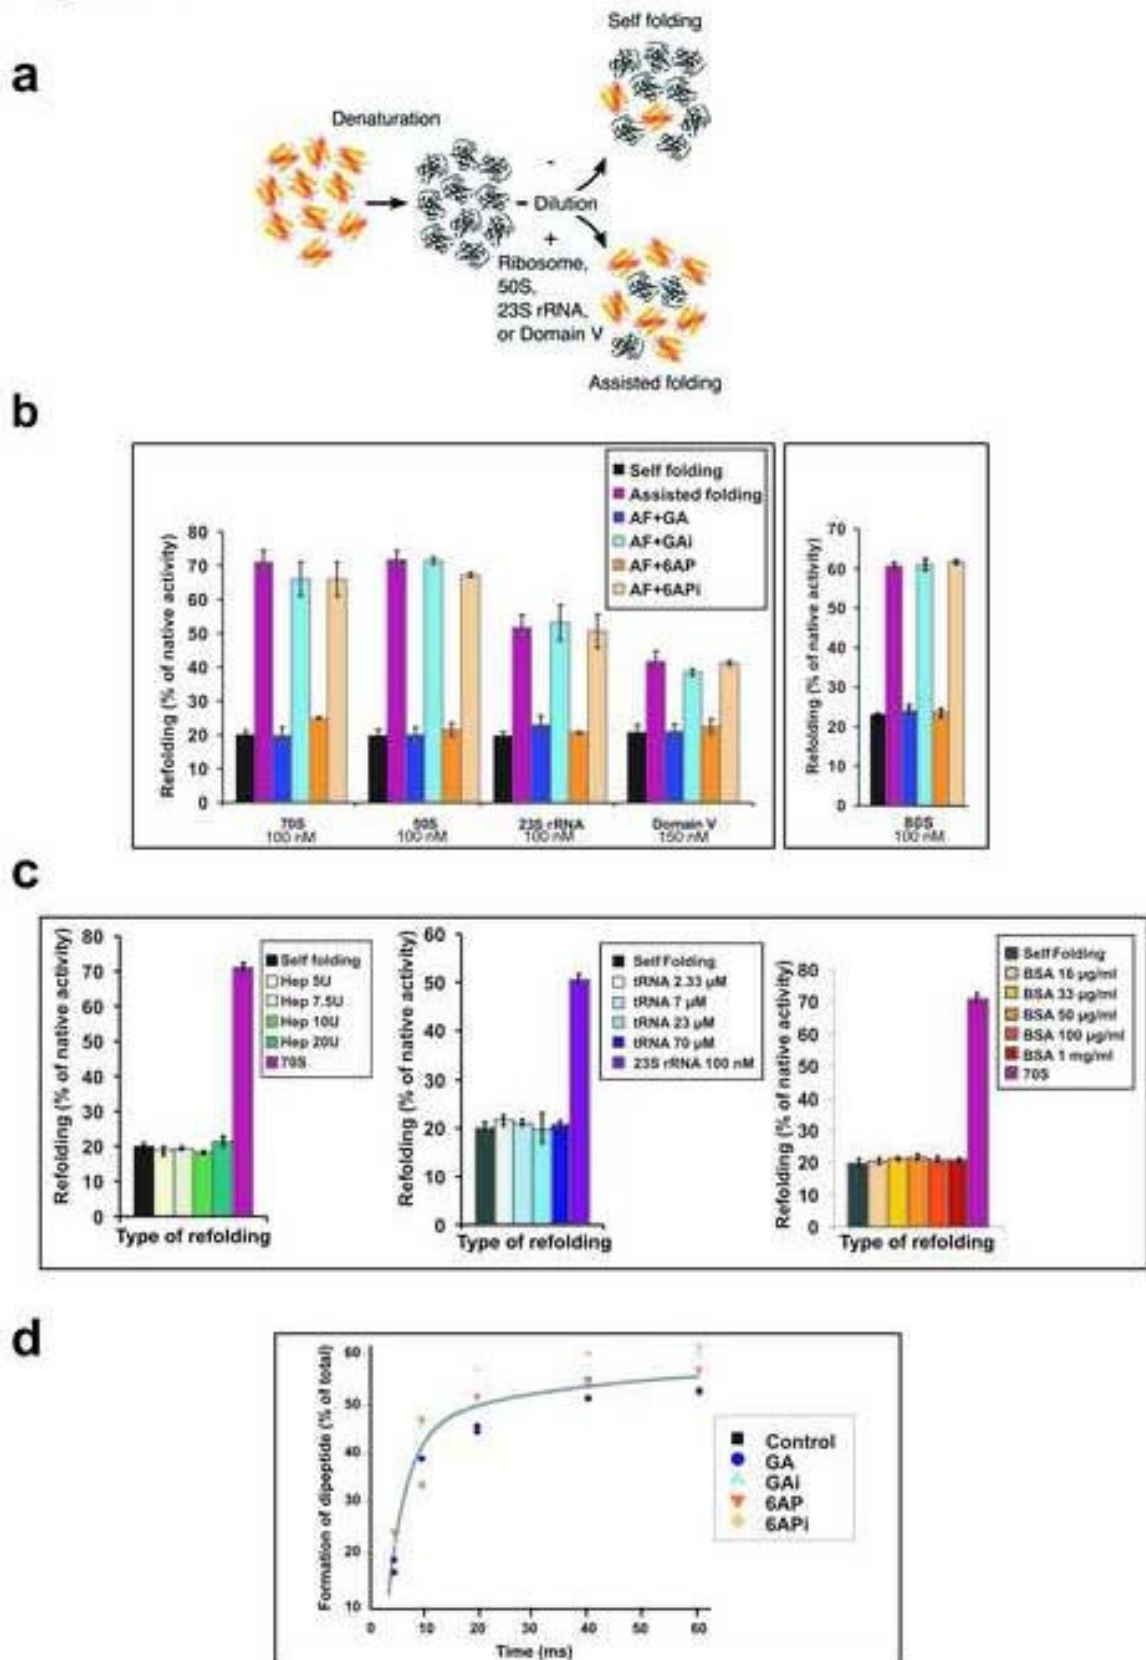 a
Self folding
Denaturation
-
Dilution
+
Ribosome,
50S,
23S rRNA,
or Domain V
Assisted folding
b
Refolding (% of native activity)
80
70
60
50
40
30
20
10
0
Self folding
Assisted folding
AF+GA
AF+GAi
AF+6AP
AF+6APi
70S
100 nM
100 nM
23S rRNA
100 nM
Domain V
150 nM
Refolding (% of native activity)
70
60
50
40
30
20
10
0
80S
100 nM
c
Refolding (% of native activity)
80
70
60
50
40
30
20
10
0
Self folding
Hep 5U
Hep 7.5U
Hep 10U
Hep 20U
70S
Type of refolding
Refolding (% of native activity)
60
50
40
30
20
10
0
Self Folding
tRNA 2.33 µM
tRNA 7 µM
tRNA 23 µM
tRNA 70 µM
23S rRNA 100 nM
Type of refolding
Refolding (% of native activity)
80
70
60
50
40
30
20
10
0
Self Folding
BSA 16 µg/ml
BSA 33 µg/ml
BSA 50 µg/ml
BSA 100 µg/ml
BSA 1 mg/ml
70S
Type of refolding
d
Formation of dipeptide (% of total)
60
50
40
30
20
10
0
10
20
30
40
50
60
Time (ms)
Control
GA
GAi
6AP
6APi